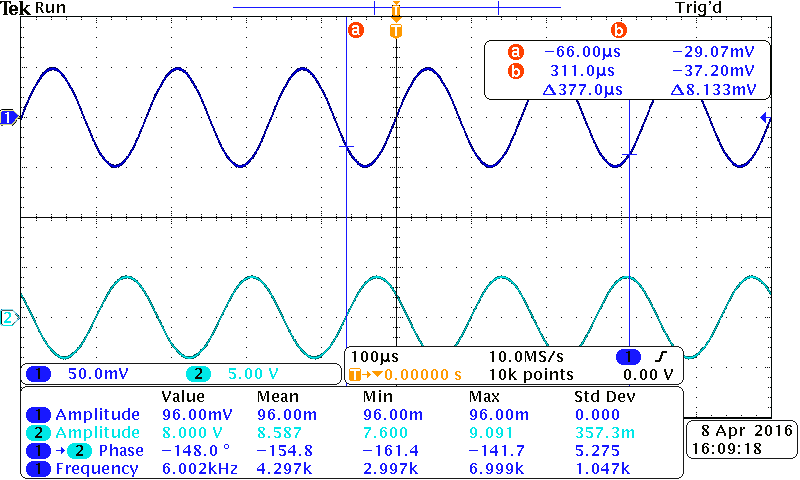 Tek Run Trig'd
T
a T b
a −66.00µs −29.07mV
b 311.0µs −37.20mV
Δ377.0µs Δ8.133mV
1
2
1 50.0mV 2 5.00 V
100µs 10.0MS/s 1
T→▼0.00000 s 10k points 0.00 V
Value Mean Min Max Std Dev
1 Amplitude 96.00mV 96.00m 96.00m 96.00m 0.000
2 Amplitude 8.000 V 8.587 7.600 9.091 357.3m
1 → 2 Phase −148.0 ° −154.8 −161.4 −141.7 5.275
1 Frequency 6.002kHz 4.297k 2.997k 6.999k 1.047k
8 Apr 2016
16:09:18